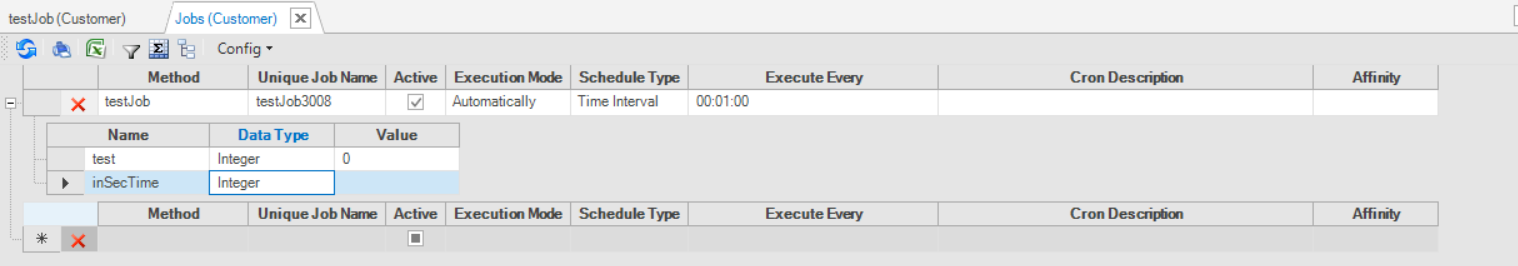 testJob (Customer) Jobs (Customer)
Config
Method Unique Job Name Active Execution Mode Schedule Type Execute Every Cron Description Affinity
testJob testJob3008 Automatically Time Interval 00:01:00
Name Data Type Value
test Integer 0
inSecTime Integer
Method Unique Job Name Active Execution Mode Schedule Type Execute Every Cron Description Affinity